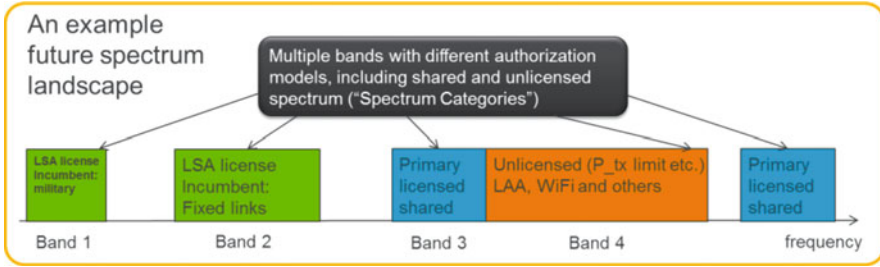 An example
future spectrum
landscape
Multiple bands with different authorization
models, including shared and unlicensed
spectrum (“Spectrum Categories”)
LSA license
Incumbent:
military
LSA license
Incumbent:
Fixed links
Primary
licensed
shared
Unlicensed (P_tx limit etc.)
LAA, WiFi and others
Primary
licensed
shared
Band 1
Band 2
Band 3
Band 4
frequency